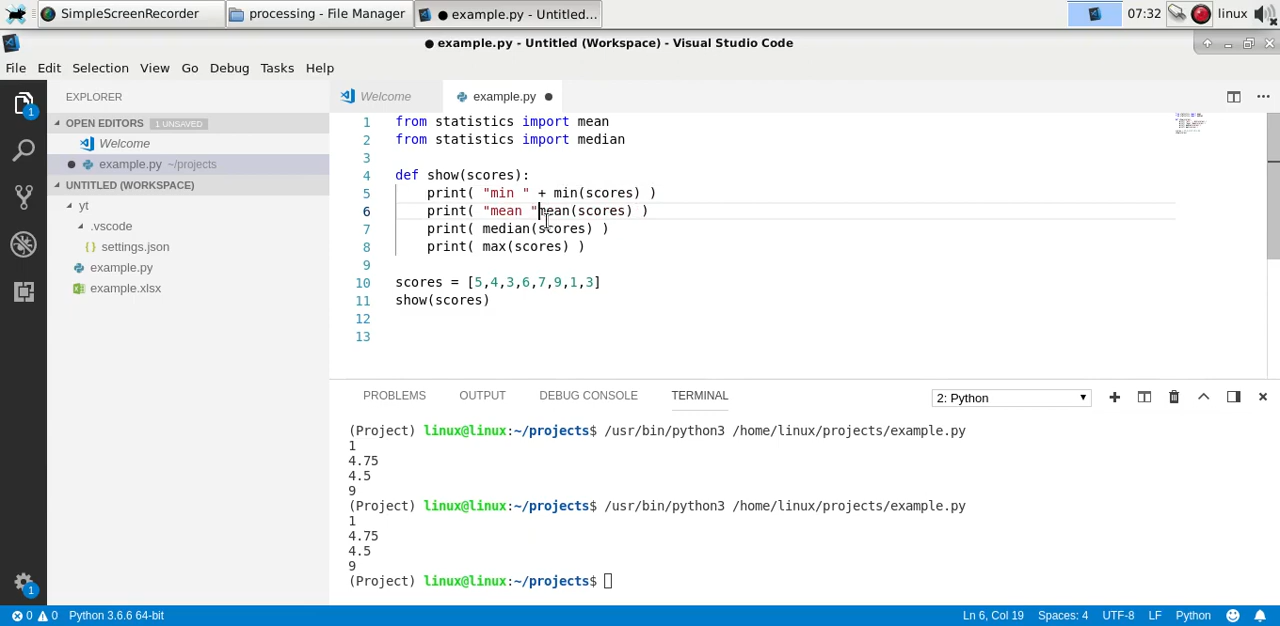 SimpleScreenRecorder
processing - File Manager
● example.py - Untitled...
07:32
linux
● example.py - Untitled (Workspace) - Visual Studio Code
File Edit Selection View Go Debug Tasks Help
1
EXPLORER
OPEN EDITORS 1 UNSAVED
Welcome
● example.py ~/projects
UNTITLED (WORKSPACE)
yt
.vscode
{} settings.json
example.py
example.xlsx
1
Welcome
example.py ●
1 from statistics import mean
2 from statistics import median
3
4 def show(scores):
5 print( "min " + min(scores) )
6 print( "mean "mean(scores) )
7 print( median(scores) )
8 print( max(scores) )
9
10 scores = [5,4,3,6,7,9,1,3]
11 show(scores)
12
13
PROBLEMS OUTPUT DEBUG CONSOLE TERMINAL
2: Python
(Project) linux@linux:~/projects$ /usr/bin/python3 /home/linux/projects/example.py
1
4.75
4.5
9
(Project) linux@linux:~/projects$ /usr/bin/python3 /home/linux/projects/example.py
1
4.75
4.5
9
(Project) linux@linux:~/projects$
0 0 Python 3.6.6 64-bit
Ln 6, Col 19 Spaces: 4 UTF-8 LF Python